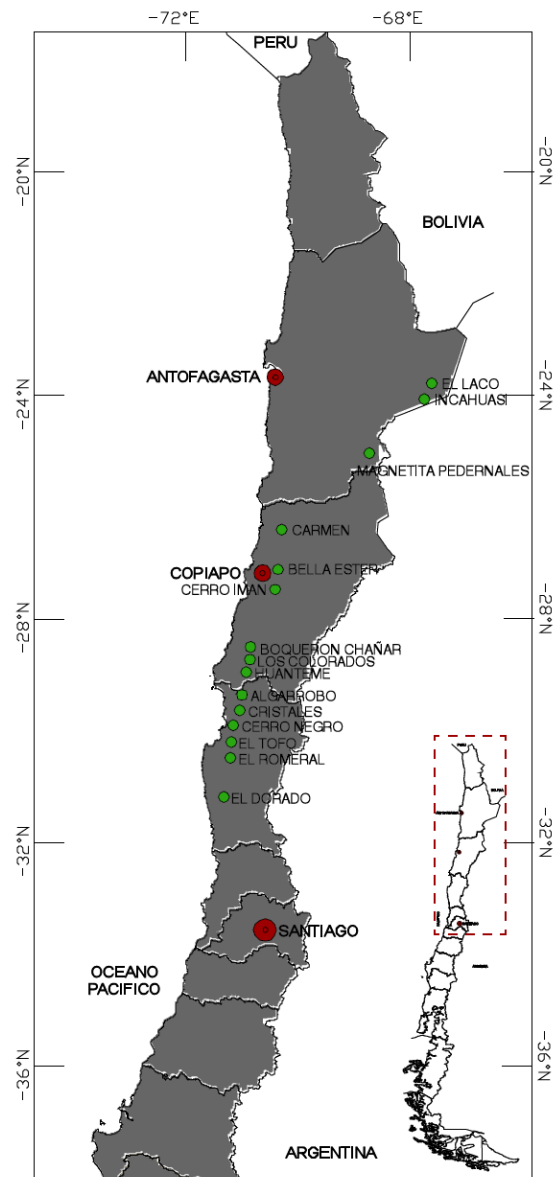 -72°E
-68°E
PERU
-20°N
-20°N
BOLIVIA
ANTOFAGASTA
EL LACO
-24°N
-24°N
INCAHUASI
MAGNETITA PEDERNALES
CARMEN
COPIAPO
BELLA ESTER
CERRO IMAN
-28°N
-28°N
BOQUERON CHAÑAR
LOS COLORADOS
HUANTEME
ALGARROBO
CRISTALES
CERRO NEGRO
EL TOFO
EL ROMERAL
EL DORADO
-32°N
-32°N
SANTIAGO
OCEANO
PACIFICO
-36°N
-36°N
ARGENTINA
-72°E
-68°E